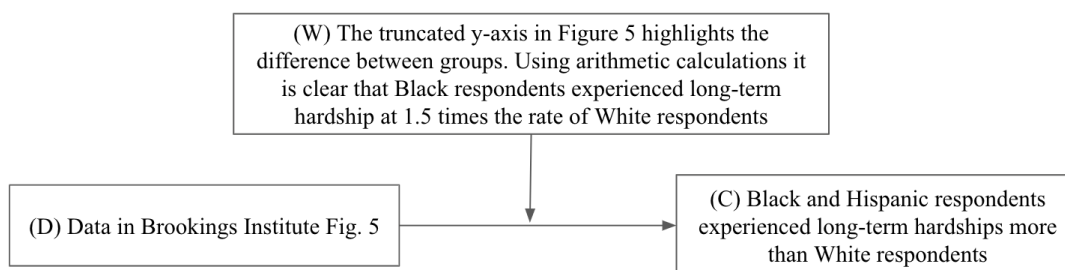 (W) The truncated y-axis in Figure 5 highlights the
difference between groups. Using arithmetic calculations it
is clear that Black respondents experienced long-term
hardship at 1.5 times the rate of White respondents
(D) Data in Brookings Institute Fig. 5
(C) Black and Hispanic respondents
experienced long-term hardships more
than White respondents